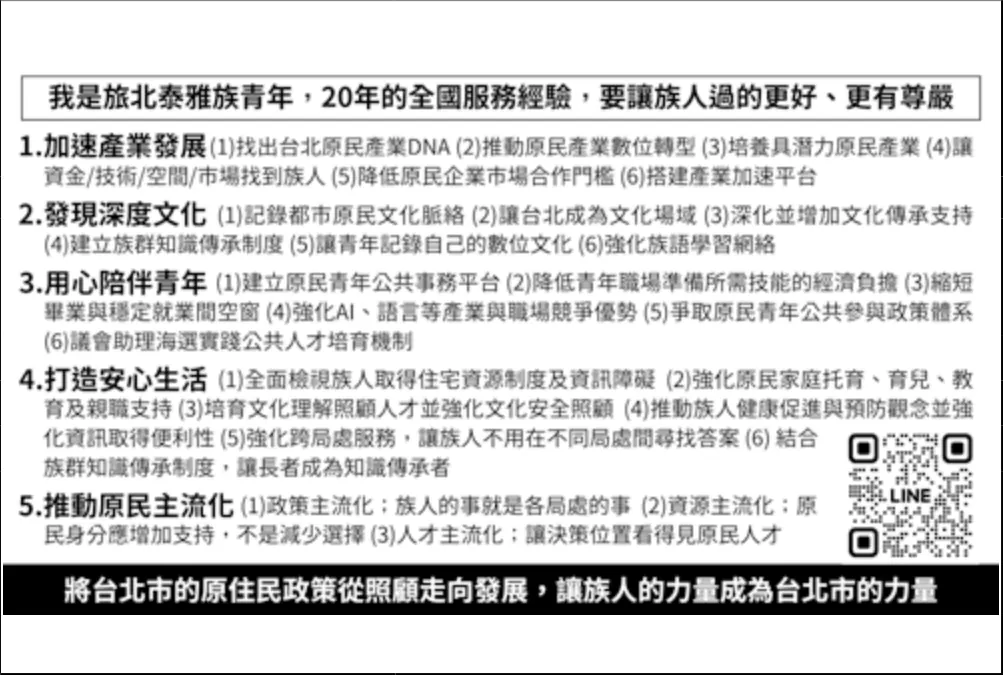 我是旅北泰雅族青年，20年的全國服務經驗，要讓族人過的更好、更有尊嚴
1.加速產業發展(1)找出台北原民產業DNA (2)推動原民產業數位轉型 (3)培養具潛力原民產業 (4)讓
資金/技術/空間/市場找到族人 (5)降低原民企業市場合作門檻 (6)搭建產業加速平台
2.發現深度文化 (1)記錄都市原民文化脈絡 (2)讓台北成為文化場域 (3)深化並增加文化傳承支持
(4)建立族群知識傳承制度 (5)讓青年記錄自己的數位文化 (6)強化族語學習網絡
3.用心陪伴青年 (1)建立原民青年公共事務平台 (2)降低青年職場準備所需技能的經濟負擔 (3)縮短
畢業與穩定就業間空窗 (4)強化AI、語言等產業與職場競爭優勢 (5)爭取原民青年公共參與政策體系
(6)議會助理海選實踐公共人才培育機制
4.打造安心生活 (1)全面檢視族人取得住宅資源制度及資訊障礙 (2)強化原民家庭托育、育兒、教
育及親職支持 (3)培育文化理解照顧人才並強化文化安全照顧 (4)推動族人健康促進與預防觀念並強
化資訊取得便利性 (5)強化跨局處服務，讓族人不用在不同局處間尋找答案 (6) 結合
族群知識傳承制度，讓長者成為知識傳承者
LINE
5.推動原民主流化 (1)政策主流化；族人的事就是各局處的事 (2)資源主流化；原
民身分應增加支持，不是減少選擇 (3)人才主流化；讓決策位置看得見原民人才
將台北市的原住民政策從照顧走向發展，讓族人的力量成為台北市的力量